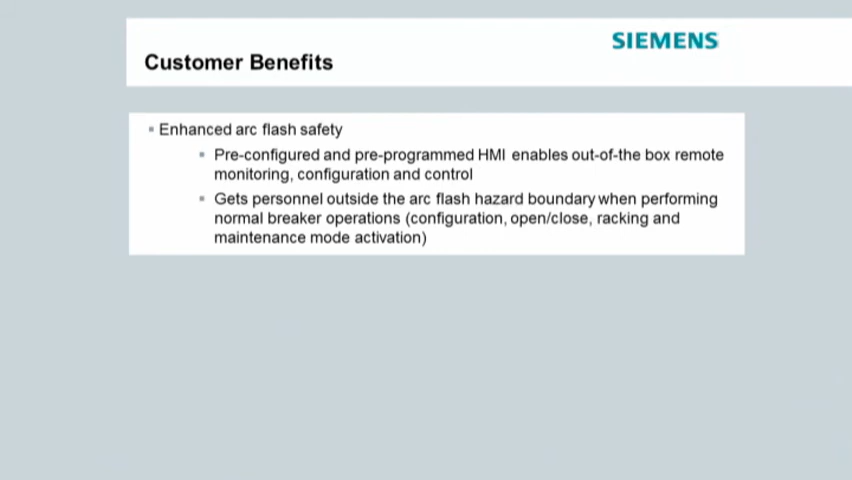 SIEMENS
Customer Benefits
▪ Enhanced arc flash safety
▪ Pre-configured and pre-programmed HMI enables out-of-the box remote
monitoring, configuration and control
▪ Gets personnel outside the arc flash hazard boundary when performing
normal breaker operations (configuration, open/close, racking and
maintenance mode activation)